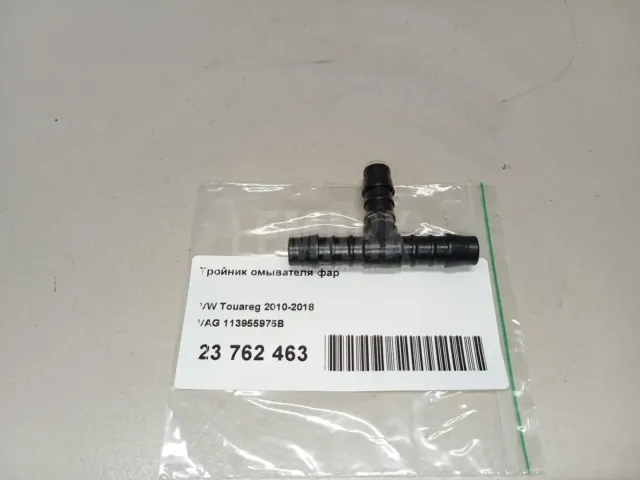 Тройник омывателя фар
VW Touareg 2010-2018
VAG 113955975B
23 762 463